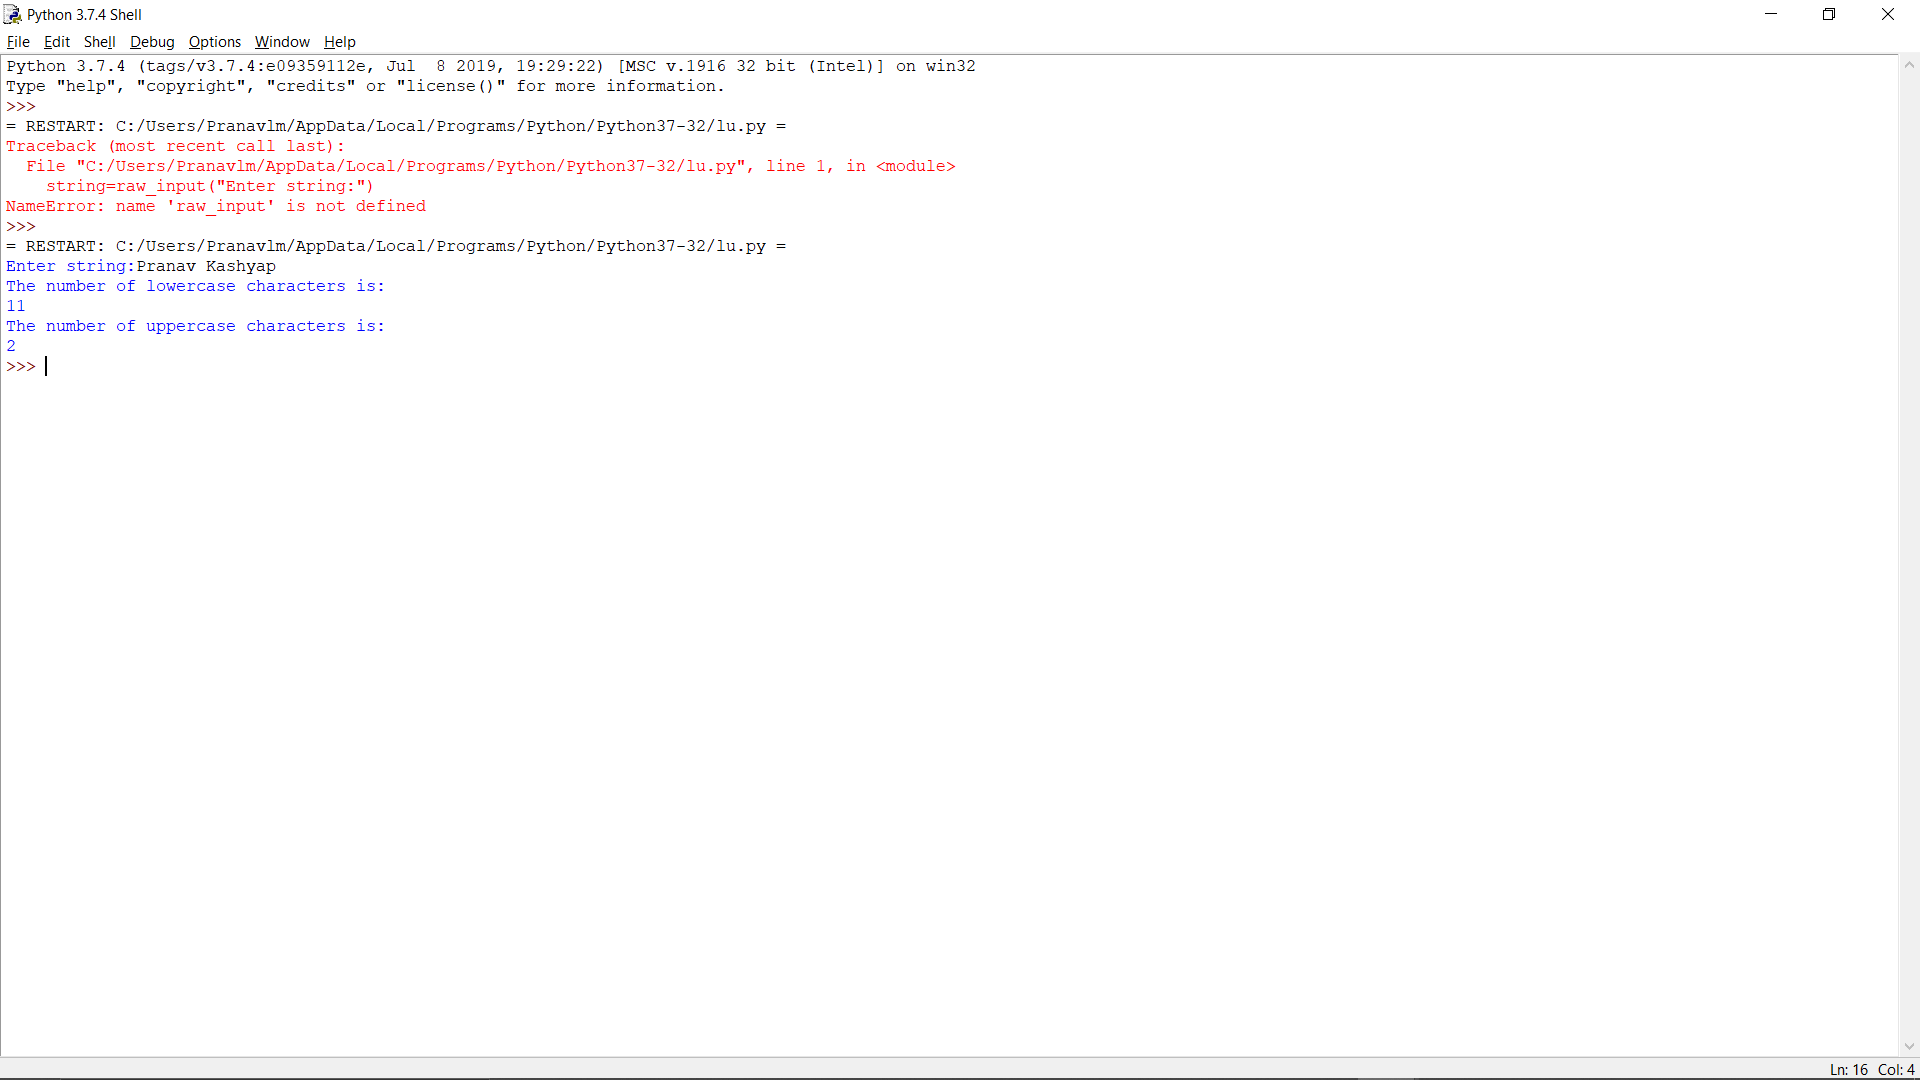 Python 3.7.4 Shell
File Edit Shell Debug Options Window Help
Python 3.7.4 (tags/v3.7.4:e09359112e, Jul  8 2019, 19:29:22) [MSC v.1916 32 bit (Intel)] on win32
Type "help", "copyright", "credits" or "license()" for more information.
>>>
= RESTART: C:/Users/Pranavlm/AppData/Local/Programs/Python/Python37-32/lu.py =
Traceback (most recent call last):
  File "C:/Users/Pranavlm/AppData/Local/Programs/Python/Python37-32/lu.py", line 1, in <module>
    string=raw_input("Enter string:")
NameError: name 'raw_input' is not defined
>>>
= RESTART: C:/Users/Pranavlm/AppData/Local/Programs/Python/Python37-32/lu.py =
Enter string:Pranav Kashyap
The number of lowercase characters is:
11
The number of uppercase characters is:
2
>>>
Ln: 16 Col: 4